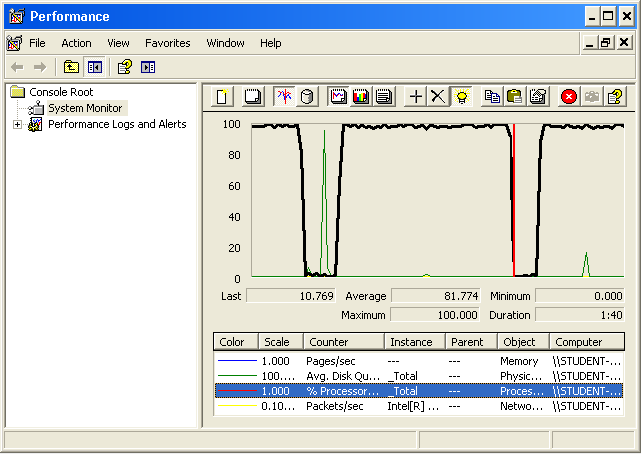 Performance
File Action View Favorites Window Help
Console Root
System Monitor
Performance Logs and Alerts
100
80
60
40
20
0
Last 10.769 Average 81.774 Minimum 0.000
Maximum 100.000 Duration 1:40
Color Scale Counter Instance Parent Object Computer
1.000 Pages/sec --- --- Memory \\STUDENT-...
100.... Avg. Disk Qu... _Total --- Physic... \\STUDENT-...
1.000 % Processor... _Total --- Proces... \\STUDENT-...
0.10... Packets/sec Intel[R] ... --- Netwo... \\STUDENT-...